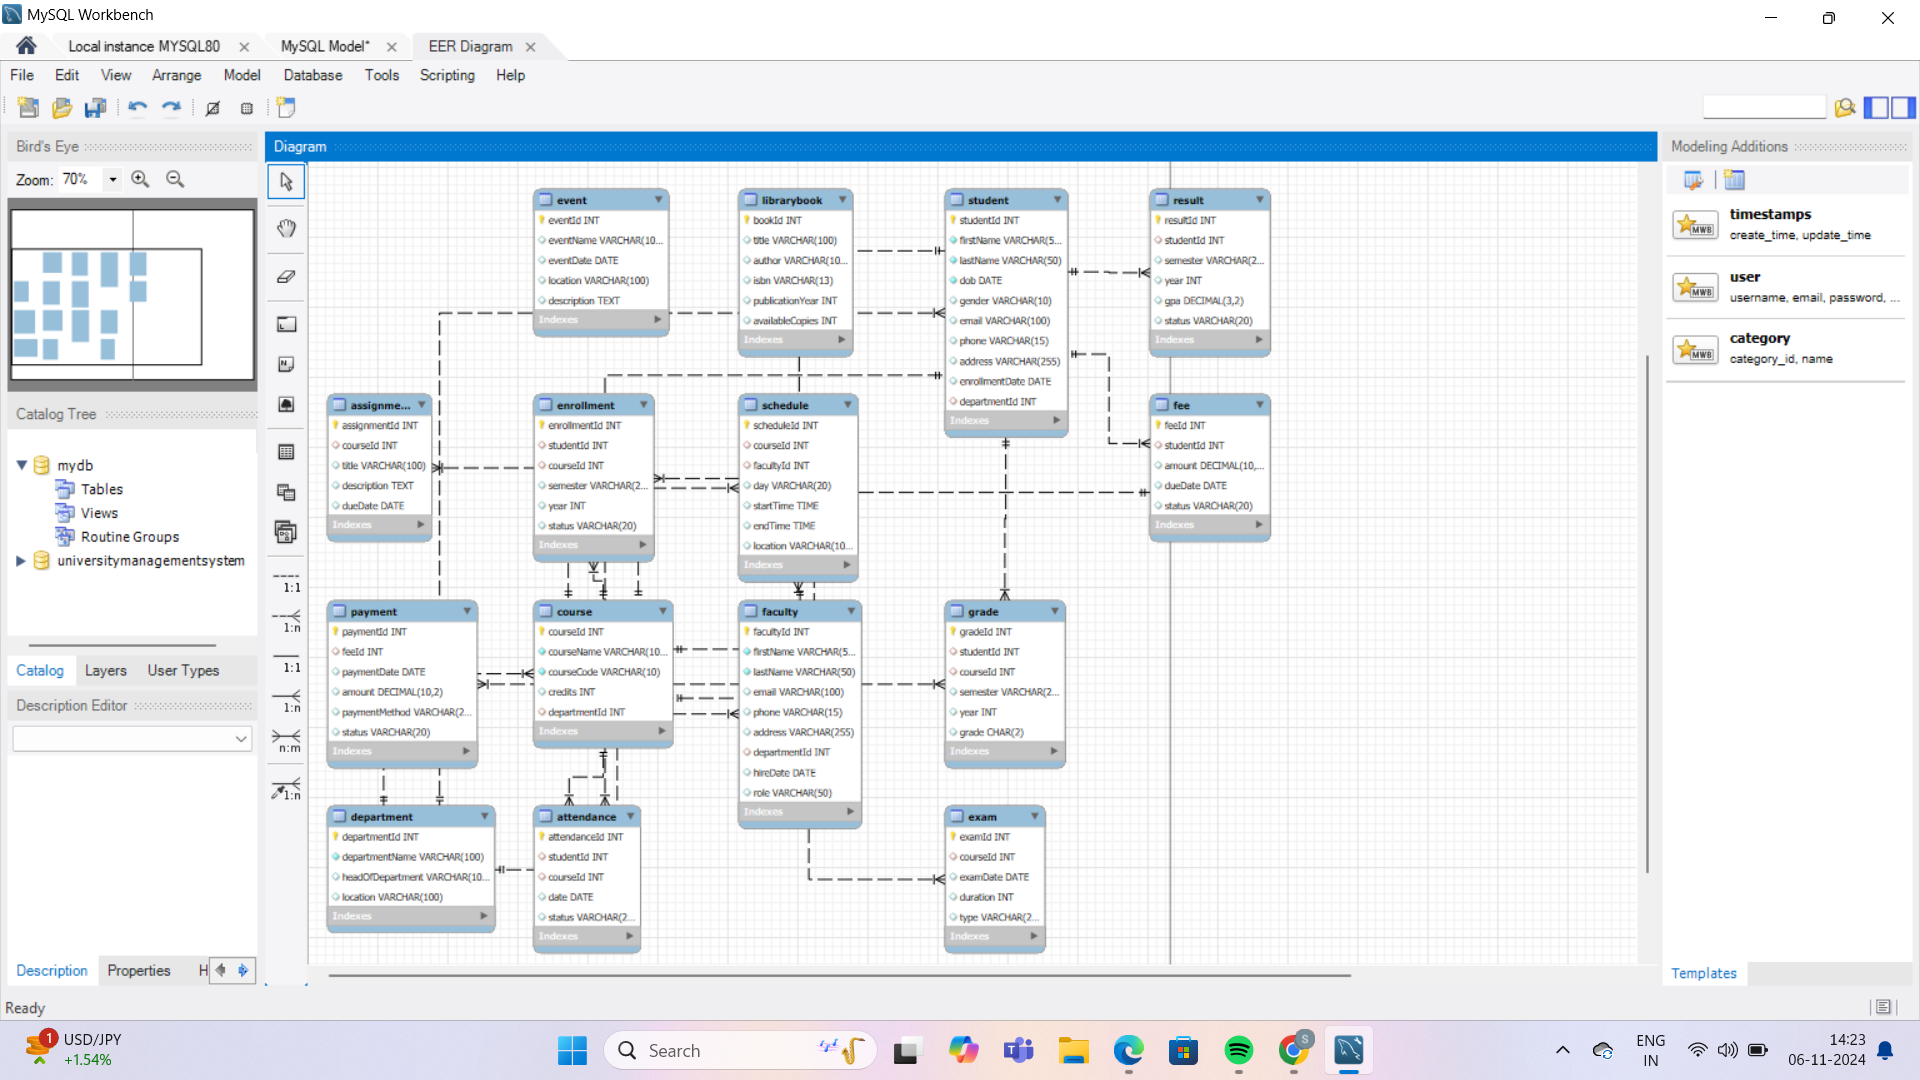 MySQL Workbench
Local instance MYSQL80
MySQL Model*
EER Diagram
File Edit View Arrange Model Database Tools Scripting Help
Bird's Eye
Zoom: 70%
Catalog Tree
mydb
Tables
Views
Routine Groups
universitymanagementsystem
Catalog Layers User Types
Description Editor
Description Properties H
Ready
1:1
1:n
1:1
1:n
n:m
1:n
Diagram
event
eventId INT
eventName VARCHAR(10...
eventDate DATE
location VARCHAR(100)
description TEXT
Indexes
librarybook
bookId INT
title VARCHAR(100)
author VARCHAR(10...
isbn VARCHAR(13)
publicationYear INT
availableCopies INT
Indexes
student
studentId INT
firstName VARCHAR(5...
lastName VARCHAR(50)
dob DATE
gender VARCHAR(10)
email VARCHAR(100)
phone VARCHAR(15)
address VARCHAR(255)
enrollmentDate DATE
departmentId INT
Indexes
result
resultId INT
studentId INT
semester VARCHAR(2...
year INT
gpa DECIMAL(3,2)
status VARCHAR(20)
Indexes
assignme...
assignmentId INT
courseId INT
title VARCHAR(100)
description TEXT
dueDate DATE
Indexes
enrollment
enrollmentId INT
studentId INT
courseId INT
semester VARCHAR(2...
year INT
status VARCHAR(20)
Indexes
schedule
scheduleId INT
courseId INT
facultyId INT
day VARCHAR(20)
startTime TIME
endTime TIME
location VARCHAR(10...
Indexes
fee
feeId INT
studentId INT
amount DECIMAL(10,...
dueDate DATE
status VARCHAR(20)
Indexes
payment
paymentId INT
feeId INT
paymentDate DATE
amount DECIMAL(10,2)
paymentMethod VARCHAR(2...
status VARCHAR(20)
Indexes
course
courseId INT
courseName VARCHAR(10...
courseCode VARCHAR(10)
credits INT
departmentId INT
Indexes
faculty
facultyId INT
firstName VARCHAR(5...
lastName VARCHAR(50)
email VARCHAR(100)
phone VARCHAR(15)
address VARCHAR(255)
departmentId INT
hireDate DATE
role VARCHAR(50)
Indexes
grade
gradeId INT
studentId INT
courseId INT
semester VARCHAR(2...
year INT
grade CHAR(2)
Indexes
department
departmentId INT
departmentName VARCHAR(100)
headOfDepartment VARCHAR(10...
location VARCHAR(100)
Indexes
attendance
attendanceId INT
studentId INT
courseId INT
date DATE
status VARCHAR(2...
Indexes
exam
examId INT
courseId INT
examDate DATE
duration INT
type VARCHAR(2...
Indexes
Modeling Additions
MWB
timestamps
create_time, update_time
MWB
user
username, email, password, ...
MWB
category
category_id, name
Templates
1
USD/JPY
+1.54%
Search
S
ENG
IN
14:23
06-11-2024